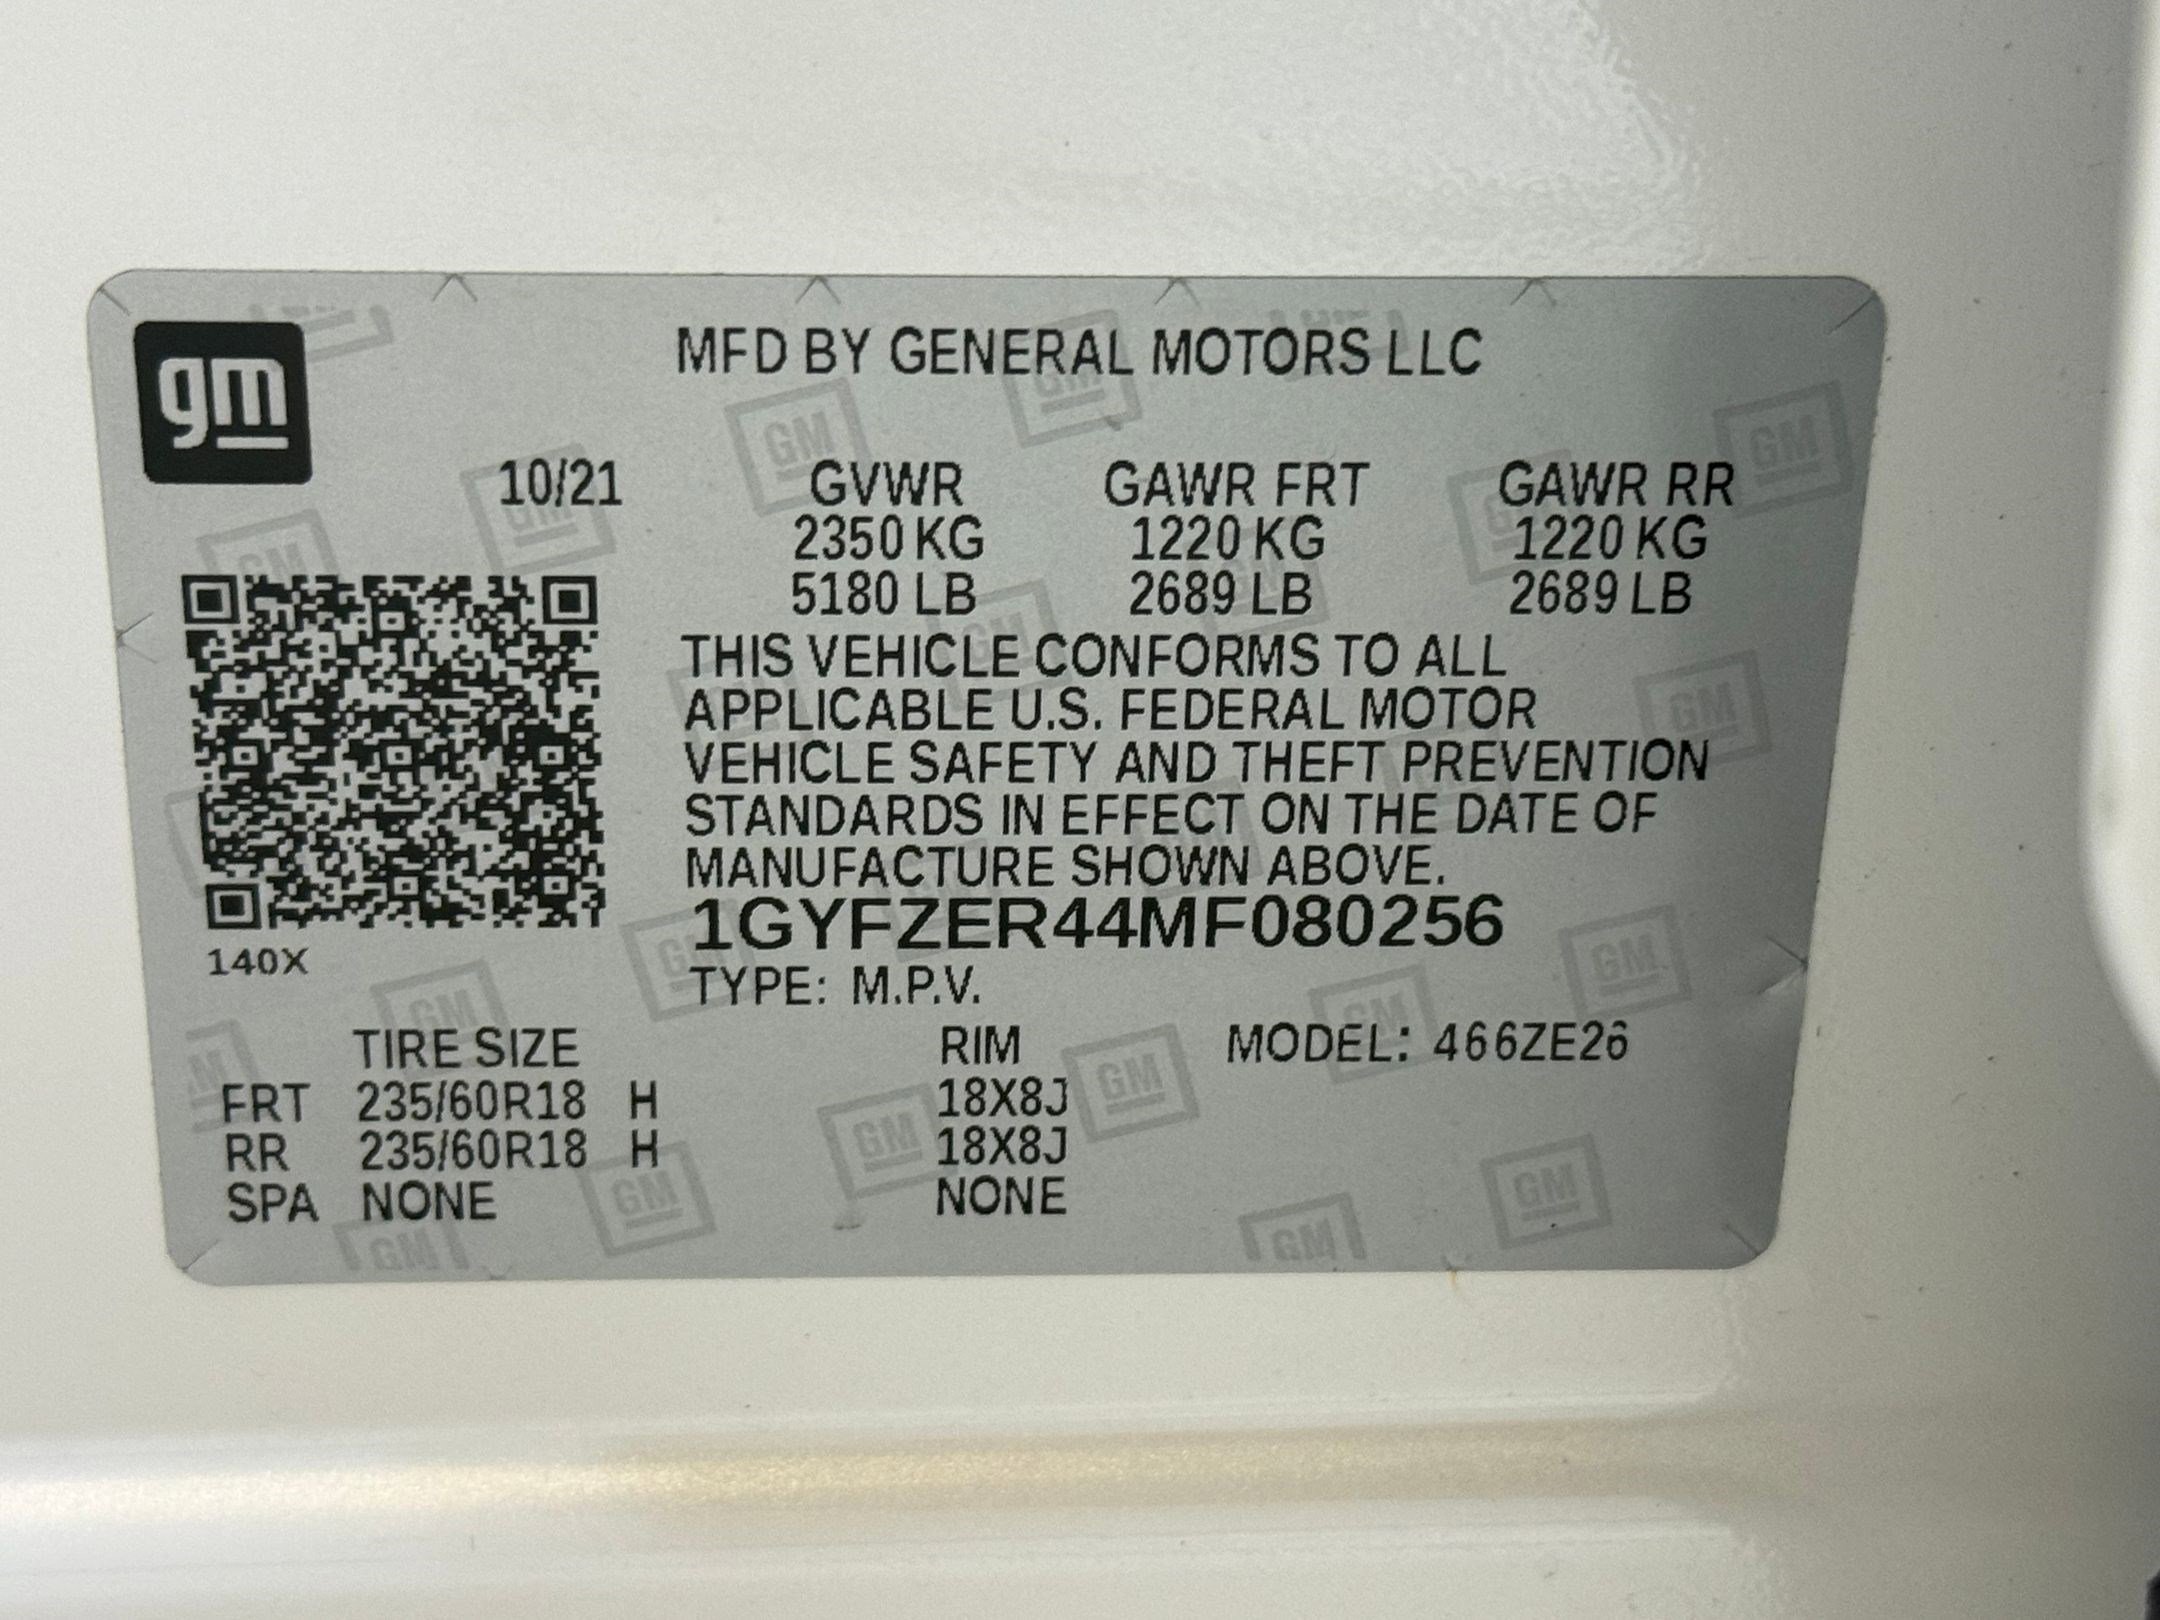 gm
MFD BY GENERAL MOTORS LLC
10/21 GVWR GAWR FRT GAWR RR
2350 KG 1220 KG 1220 KG
5180 LB 2689 LB 2689 LB
THIS VEHICLE CONFORMS TO ALL
APPLICABLE U.S. FEDERAL MOTOR
VEHICLE SAFETY AND THEFT PREVENTION
STANDARDS IN EFFECT ON THE DATE OF
MANUFACTURE SHOWN ABOVE.
1GYFZER44MF080256
140X
TYPE: M.P.V.
TIRE SIZE RIM MODEL: 466ZE26
FRT 235/60R18 H 18X8J
RR 235/60R18 H 18X8J
SPA NONE NONE